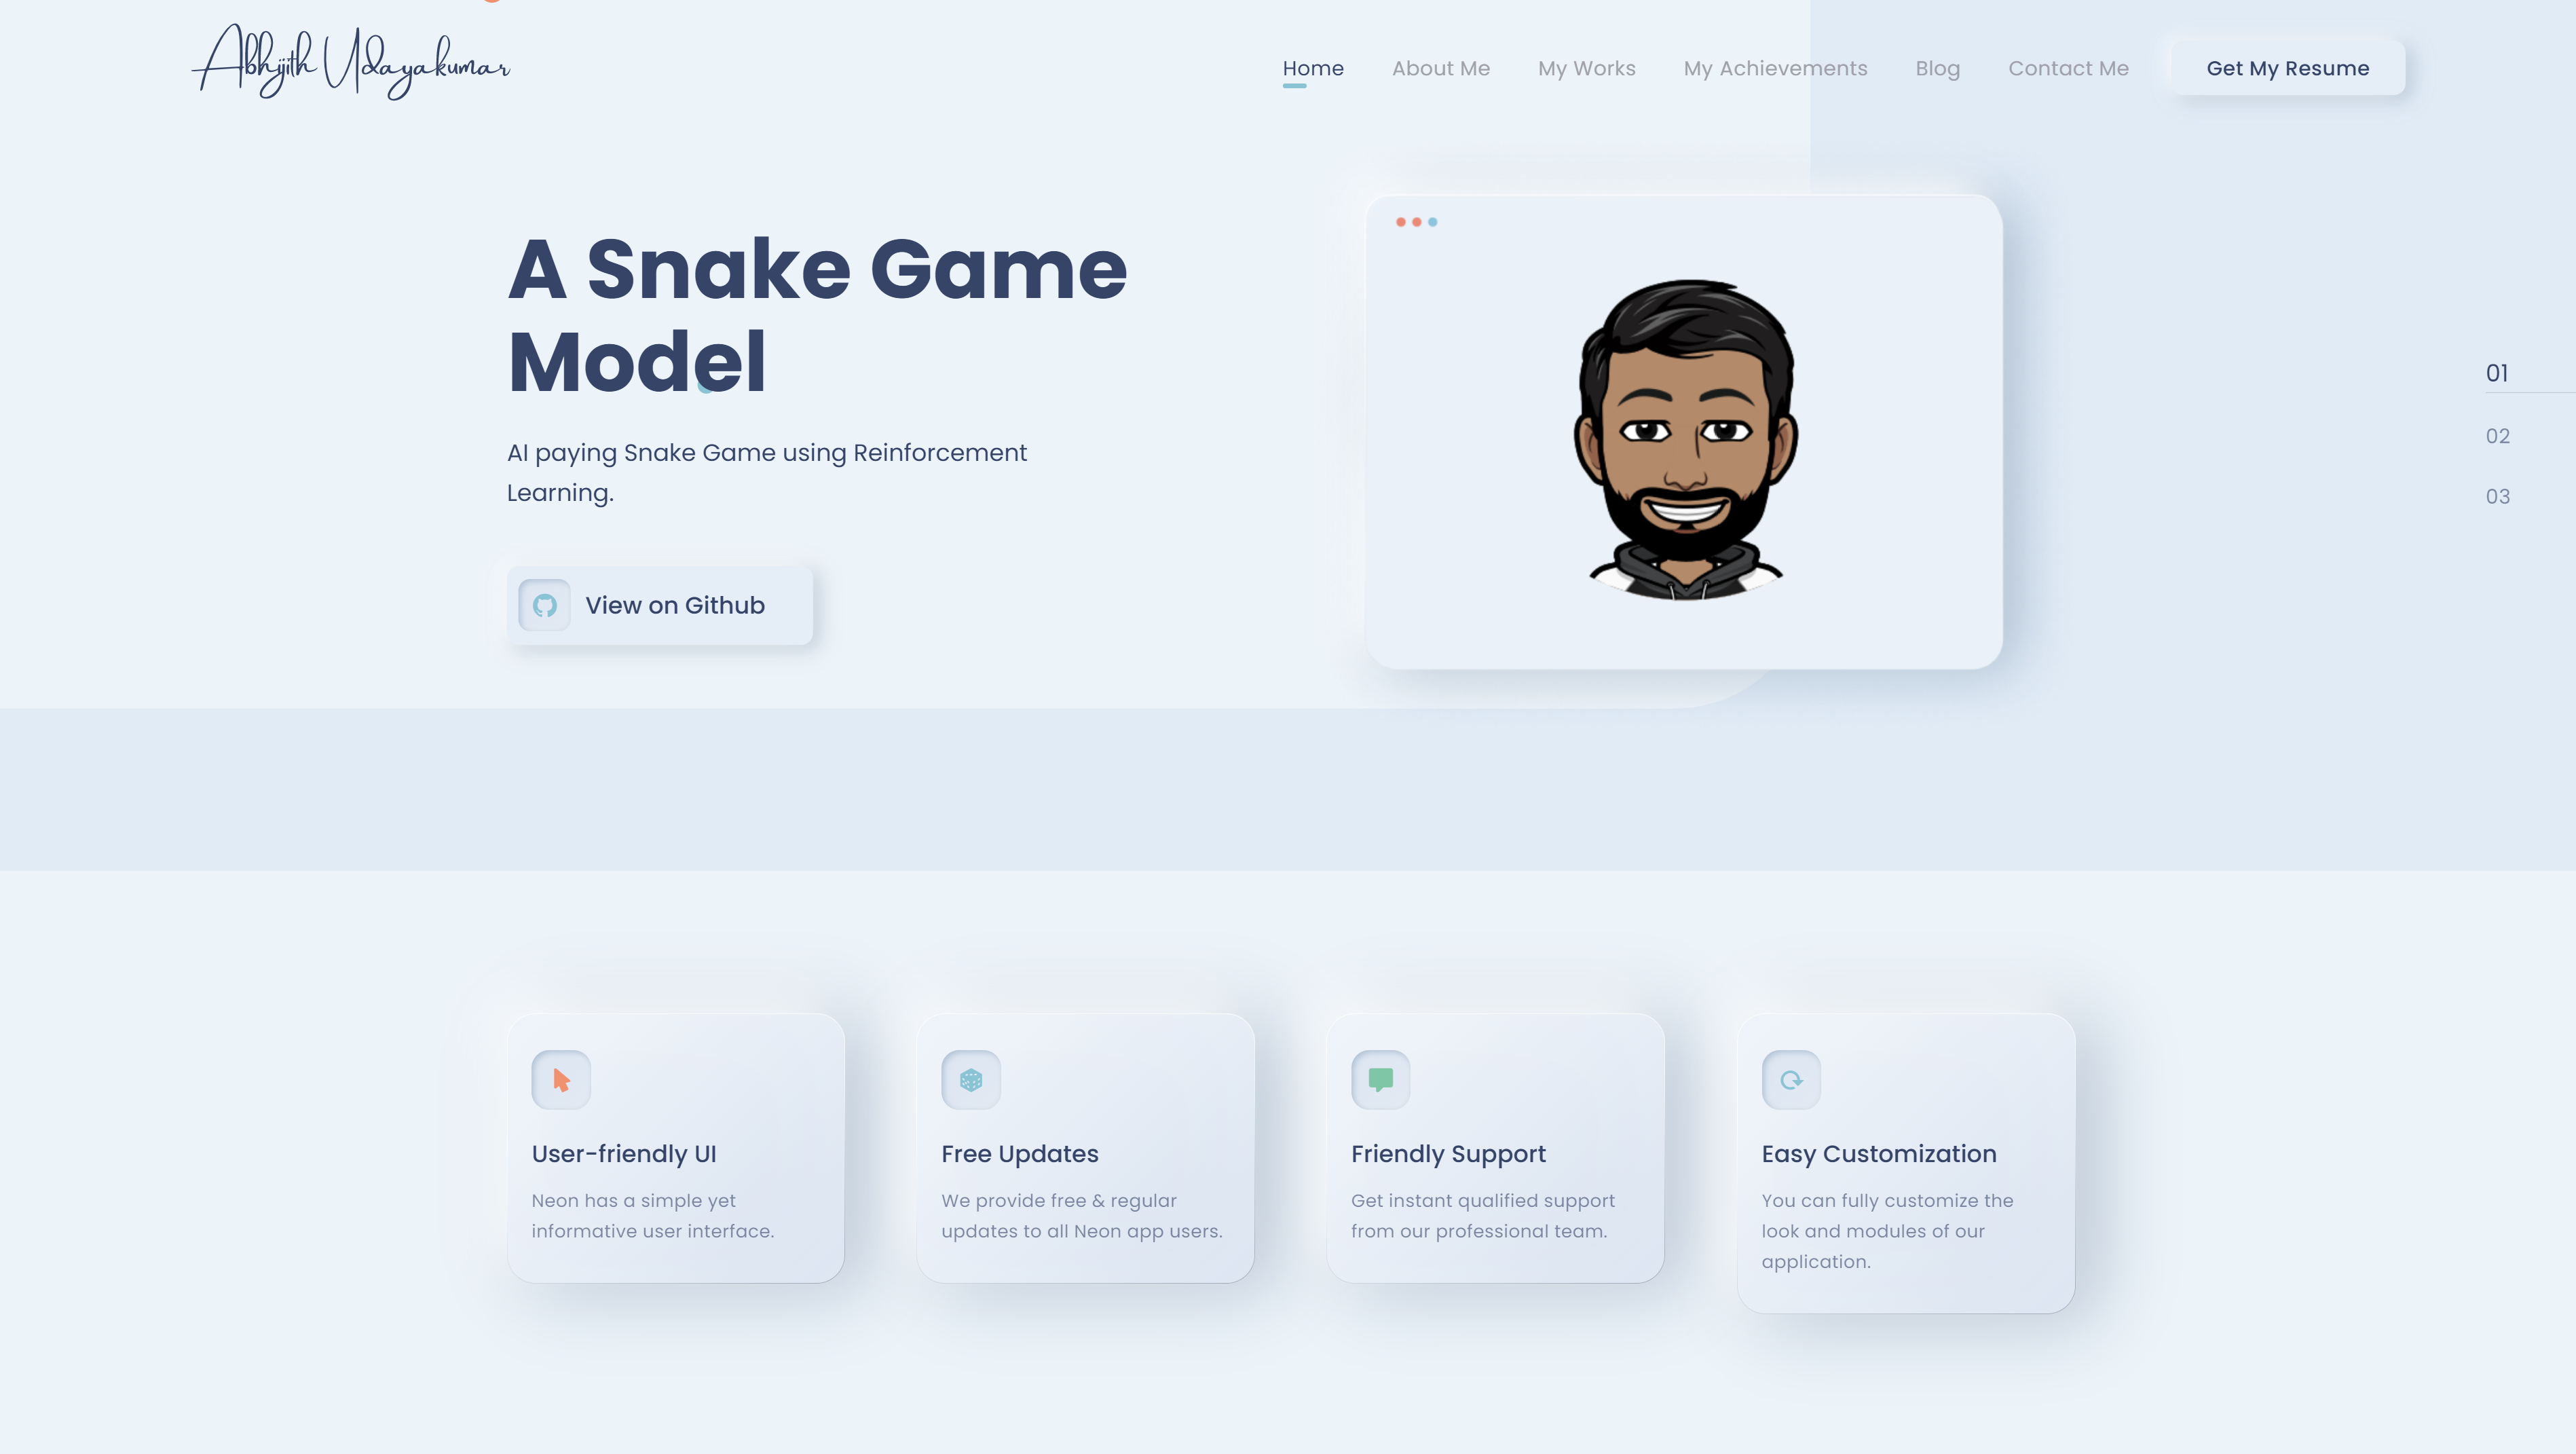 Abhijith Udayakumar
Home About Me My Works My Achievements Blog Contact Me Get My Resume
A Snake Game
Model
AI paying Snake Game using Reinforcement
Learning.
View on Github
01
02
03
User-friendly UI
Neon has a simple yet
informative user interface.
Free Updates
We provide free & regular
updates to all Neon app users.
Friendly Support
Get instant qualified support
from our professional team.
Easy Customization
You can fully customize the
look and modules of our
application.